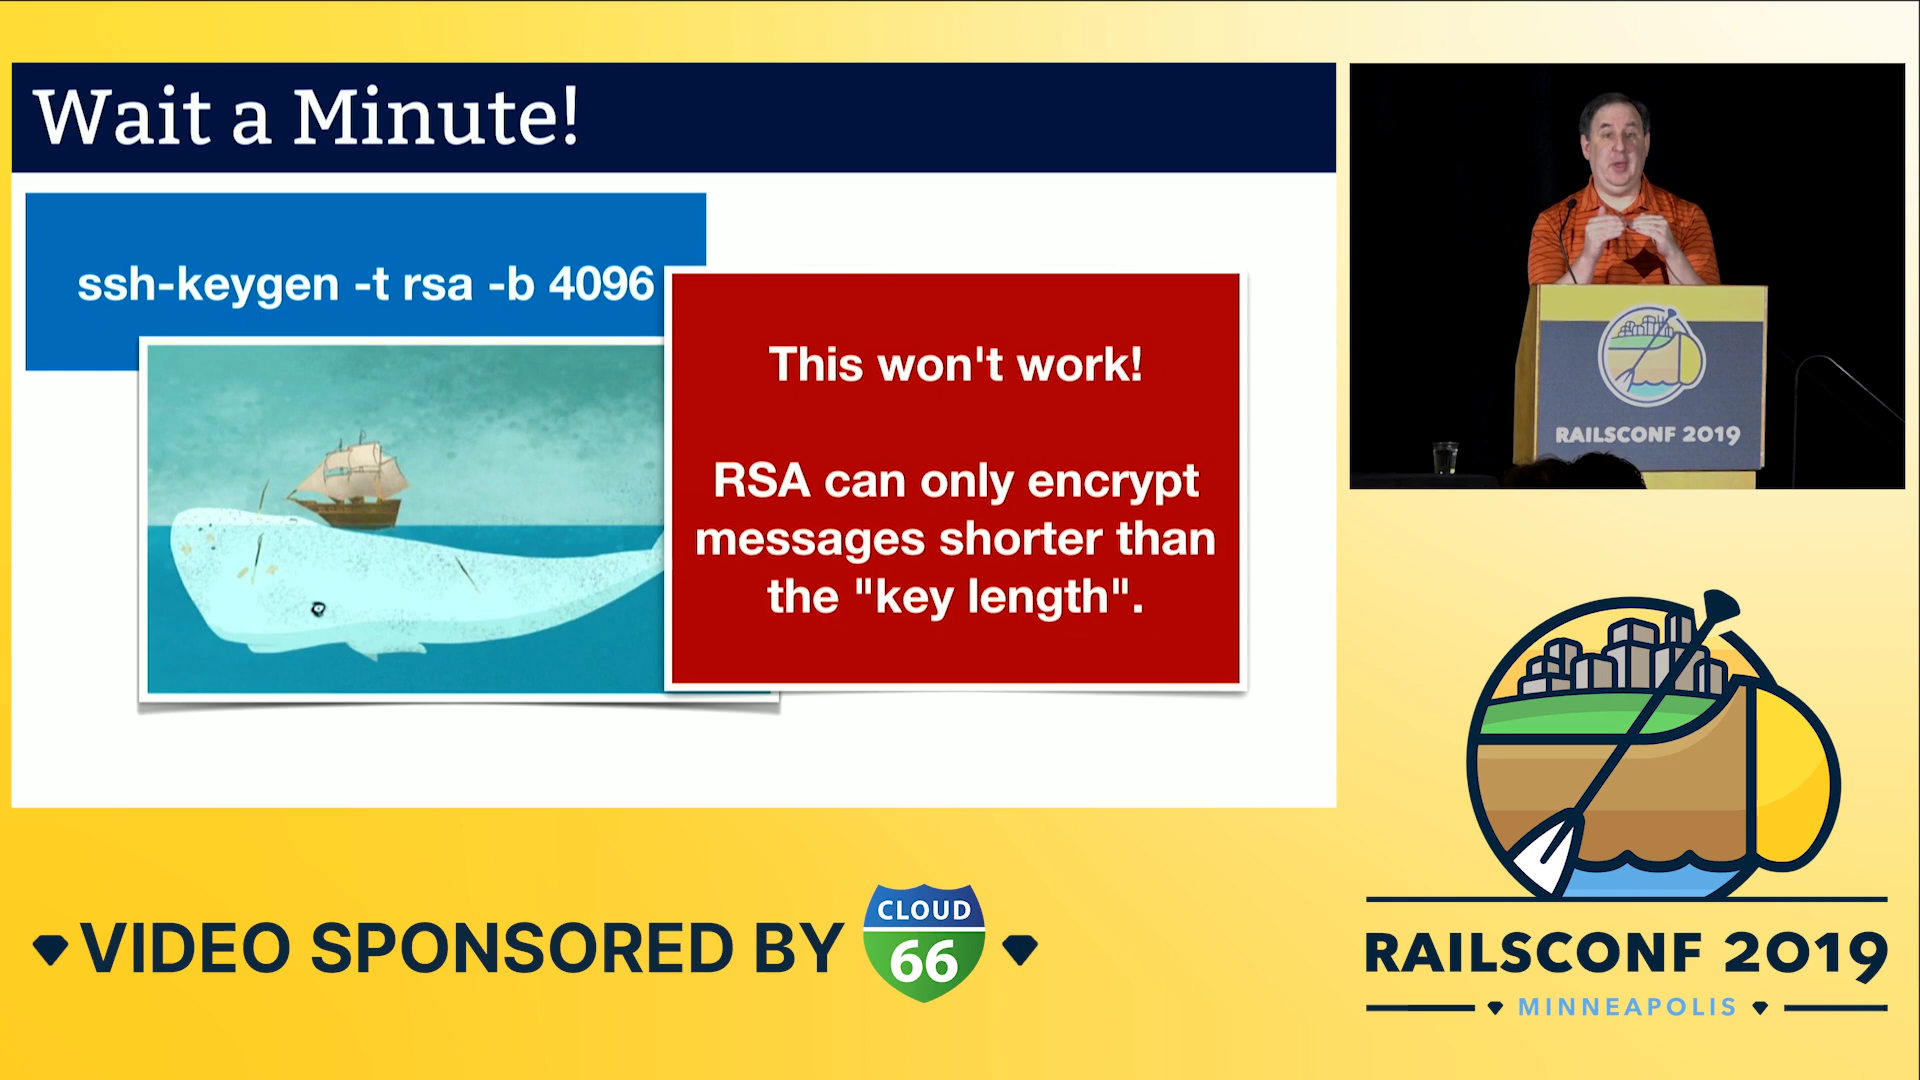 Wait a Minute!
ssh-keygen -t rsa -b 4096
This won't work!
RSA can only encrypt
messages shorter than
the "key length".
RAILSCONF 2019
VIDEO SPONSORED BY
CLOUD
66
RAILSCONF 2019
MINNEAPOLIS